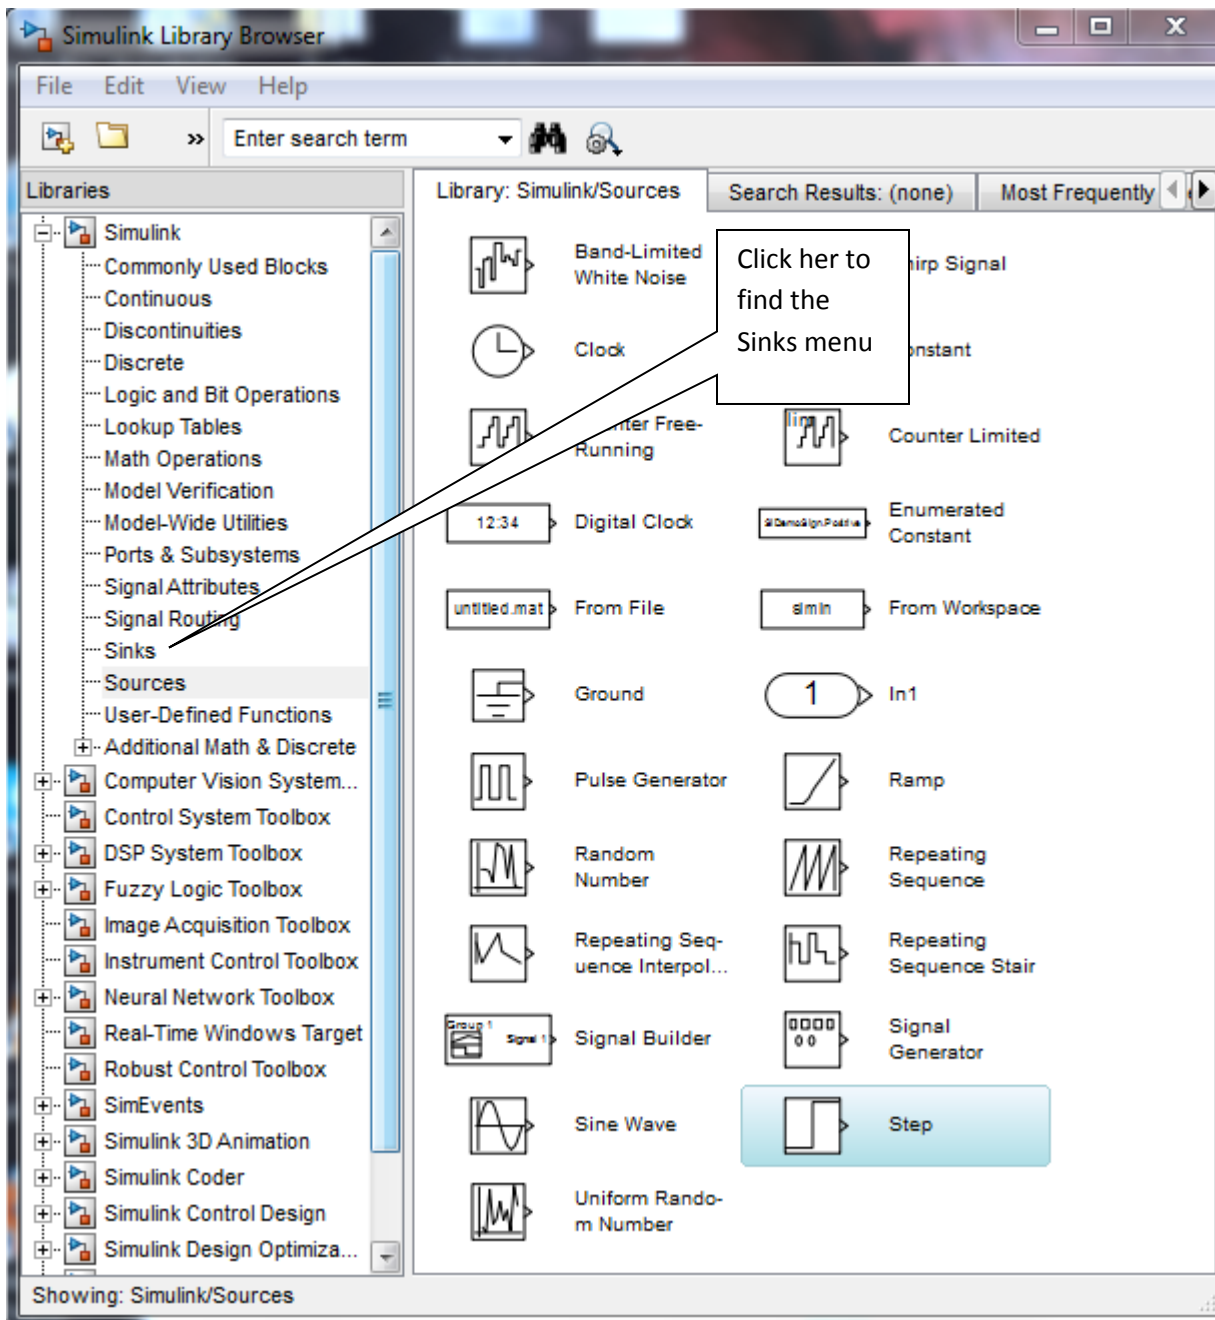 Simulink Library Browser
File Edit View Help
» Enter search term
Libraries
Library: Simulink/Sources
Search Results: (none)
Most Frequently
Simulink
Commonly Used Blocks
Continuous
Discontinuities
Discrete
Logic and Bit Operations
Lookup Tables
Math Operations
Model Verification
Model-Wide Utilities
Ports & Subsystems
Signal Attributes
Signal Routing
Sinks
Sources
User-Defined Functions
Additional Math & Discrete
Computer Vision System...
Control System Toolbox
DSP System Toolbox
Fuzzy Logic Toolbox
Image Acquisition Toolbox
Instrument Control Toolbox
Neural Network Toolbox
Real-Time Windows Target
Robust Control Toolbox
SimEvents
Simulink 3D Animation
Simulink Coder
Simulink Control Design
Simulink Design Optimiza...
Band-Limited
White Noise
Signal
Click her to
find the
Sinks menu
Clock
Free-
Running
lim
Counter Limited
12:34
Digital Clock
Enumerated
Constant
untitled.mat
From File
simin
From Workspace
Ground
1
In1
Pulse Generator
Ramp
Random
Number
Repeating
Sequence
Repeating Seq-
uence Interpol...
Repeating
Sequence Stair
Group 1
Signal 1
Signal Builder
Signal
Generator
Sine Wave
Step
Uniform Rando-
m Number
Showing: Simulink/Sources